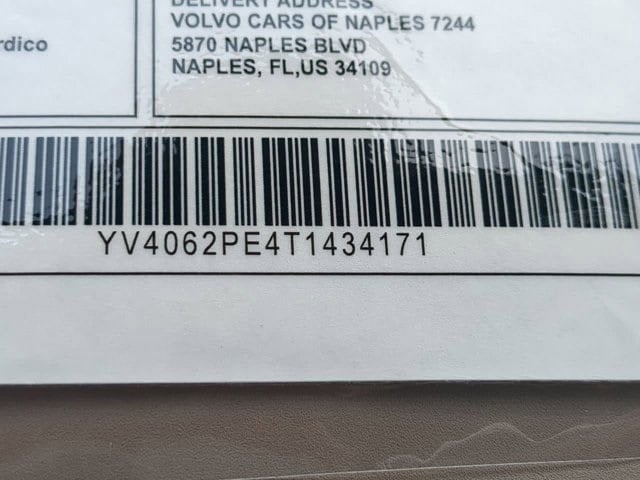 rdico
DELIVERY ADDRESS
VOLVO CARS OF NAPLES 7244
5870 NAPLES BLVD
NAPLES, FL,US 34109
YV4062PE4T1434171